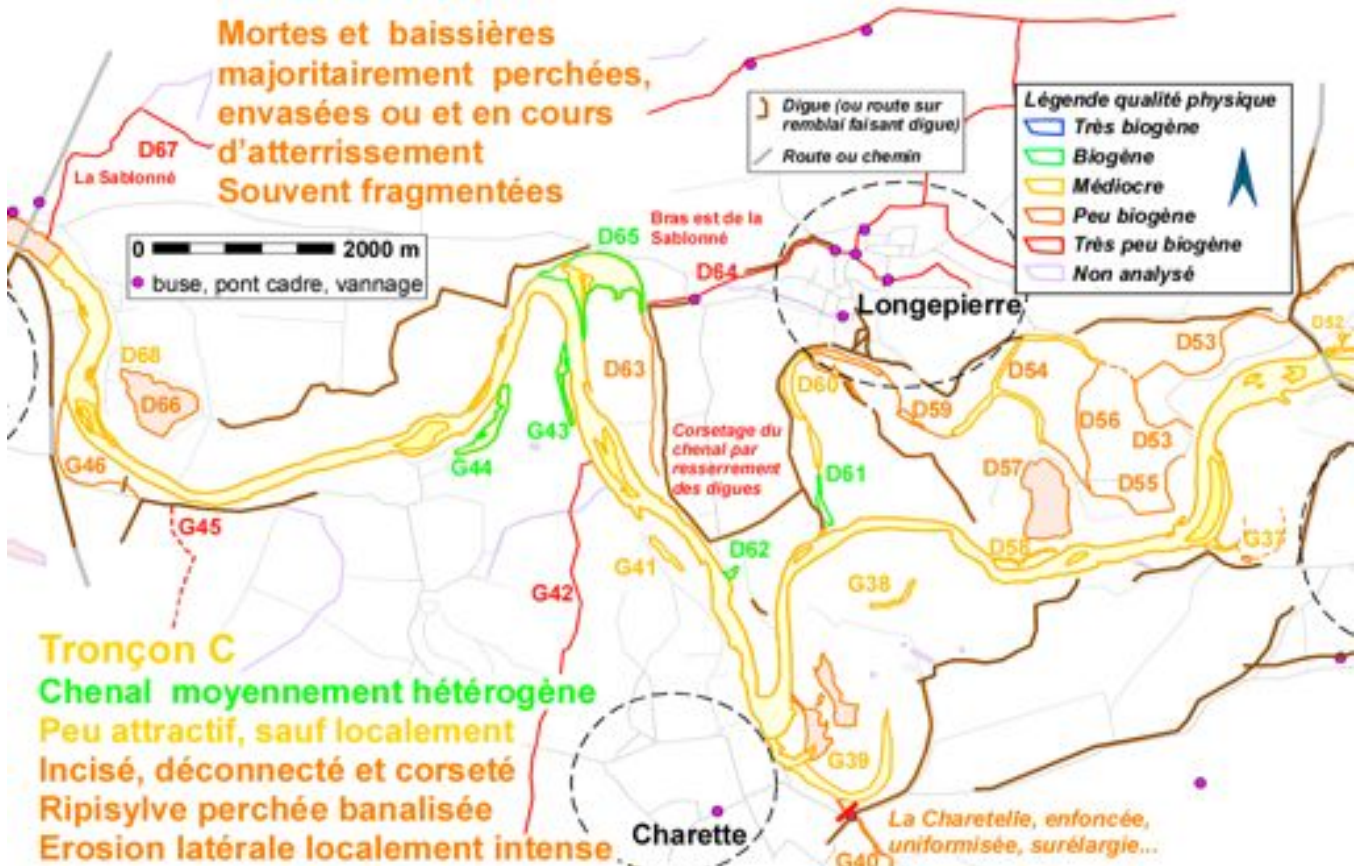 Mortes et baissières
majoritairement perchées,
envasées ou et en cours
d'atterrissement
Souvent fragmentées
D67
La Sablonné
0 2000 m
buse, pont cadre, vannage
Digue (ou route sur
remblai faisant digue)
Route ou chemin
Légende qualité physique
Très biogène
Biogène
Médiocre
Peu biogène
Très peu biogène
Non analysé
Bras est de la
Sablonné
D65
D64
Longepierre
D68
D66
D63
D60
D59
D54
D53
D52
D56
D53
G46
G44
G43
Corsetage du
chenal par
resserrement
des digues
D61
D57
D55
G45
G42
G41
D62
D58
G37
G38
Tronçon C
Chenal moyennement hétérogène
Peu attractif, sauf localement
Incisé, déconnecté et corseté
Ripisylve perchée banalisée
Erosion latérale localement intense
G39
Charette
La Charetelle, enfoncée,
uniformisée, surélargie...
G40